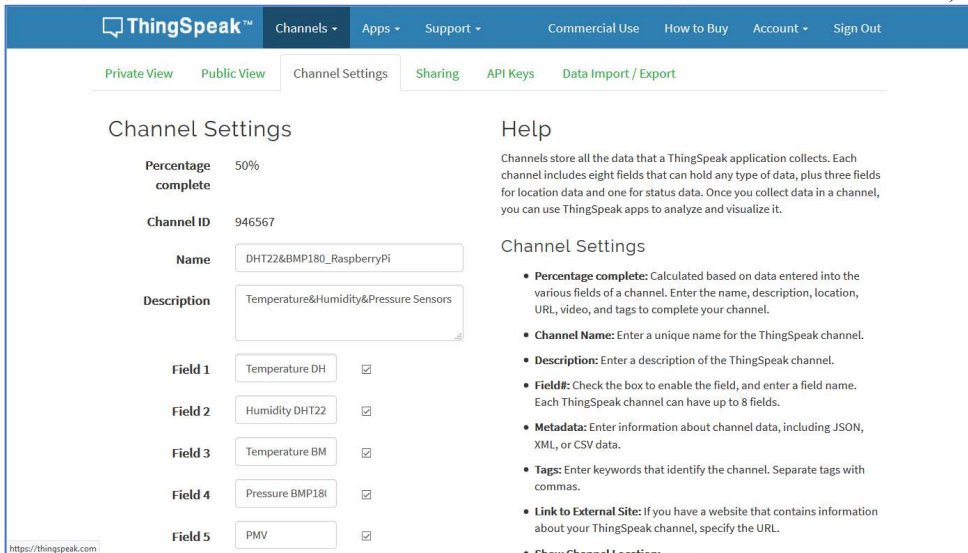 ThingSpeak™ Channels Apps Support Commercial Use How to Buy Account Sign Out
Private View Public View Channel Settings Sharing API Keys Data Import / Export
Channel Settings
Percentage complete 50%
Channel ID 946567
Name DHT22&BMP180_RaspberryPi
Description Temperature&Humidity&Pressure Sensors
Field 1 Temperature DH
Field 2 Humidity DHT22
Field 3 Temperature BM
Field 4 Pressure BMP18
Field 5 PMV
Help
Channels store all the data that a ThingSpeak application collects. Each
channel includes eight fields that can hold any type of data, plus three fields
for location data and one for status data. Once you collect data in a channel,
you can use ThingSpeak apps to analyze and visualize it.
Channel Settings
• Percentage complete: Calculated based on data entered into the
various fields of a channel. Enter the name, description, location,
URL, video, and tags to complete your channel.
• Channel Name: Enter a unique name for the ThingSpeak channel.
• Description: Enter a description of the ThingSpeak channel.
• Field#: Check the box to enable the field, and enter a field name.
Each ThingSpeak channel can have up to 8 fields.
• Metadata: Enter information about channel data, including JSON,
XML, or CSV data.
• Tags: Enter keywords that identify the channel. Separate tags with
commas.
• Link to External Site: If you have a website that contains information
about your ThingSpeak channel, specify the URL.
• Show Channel Location:
https://thingspeak.com